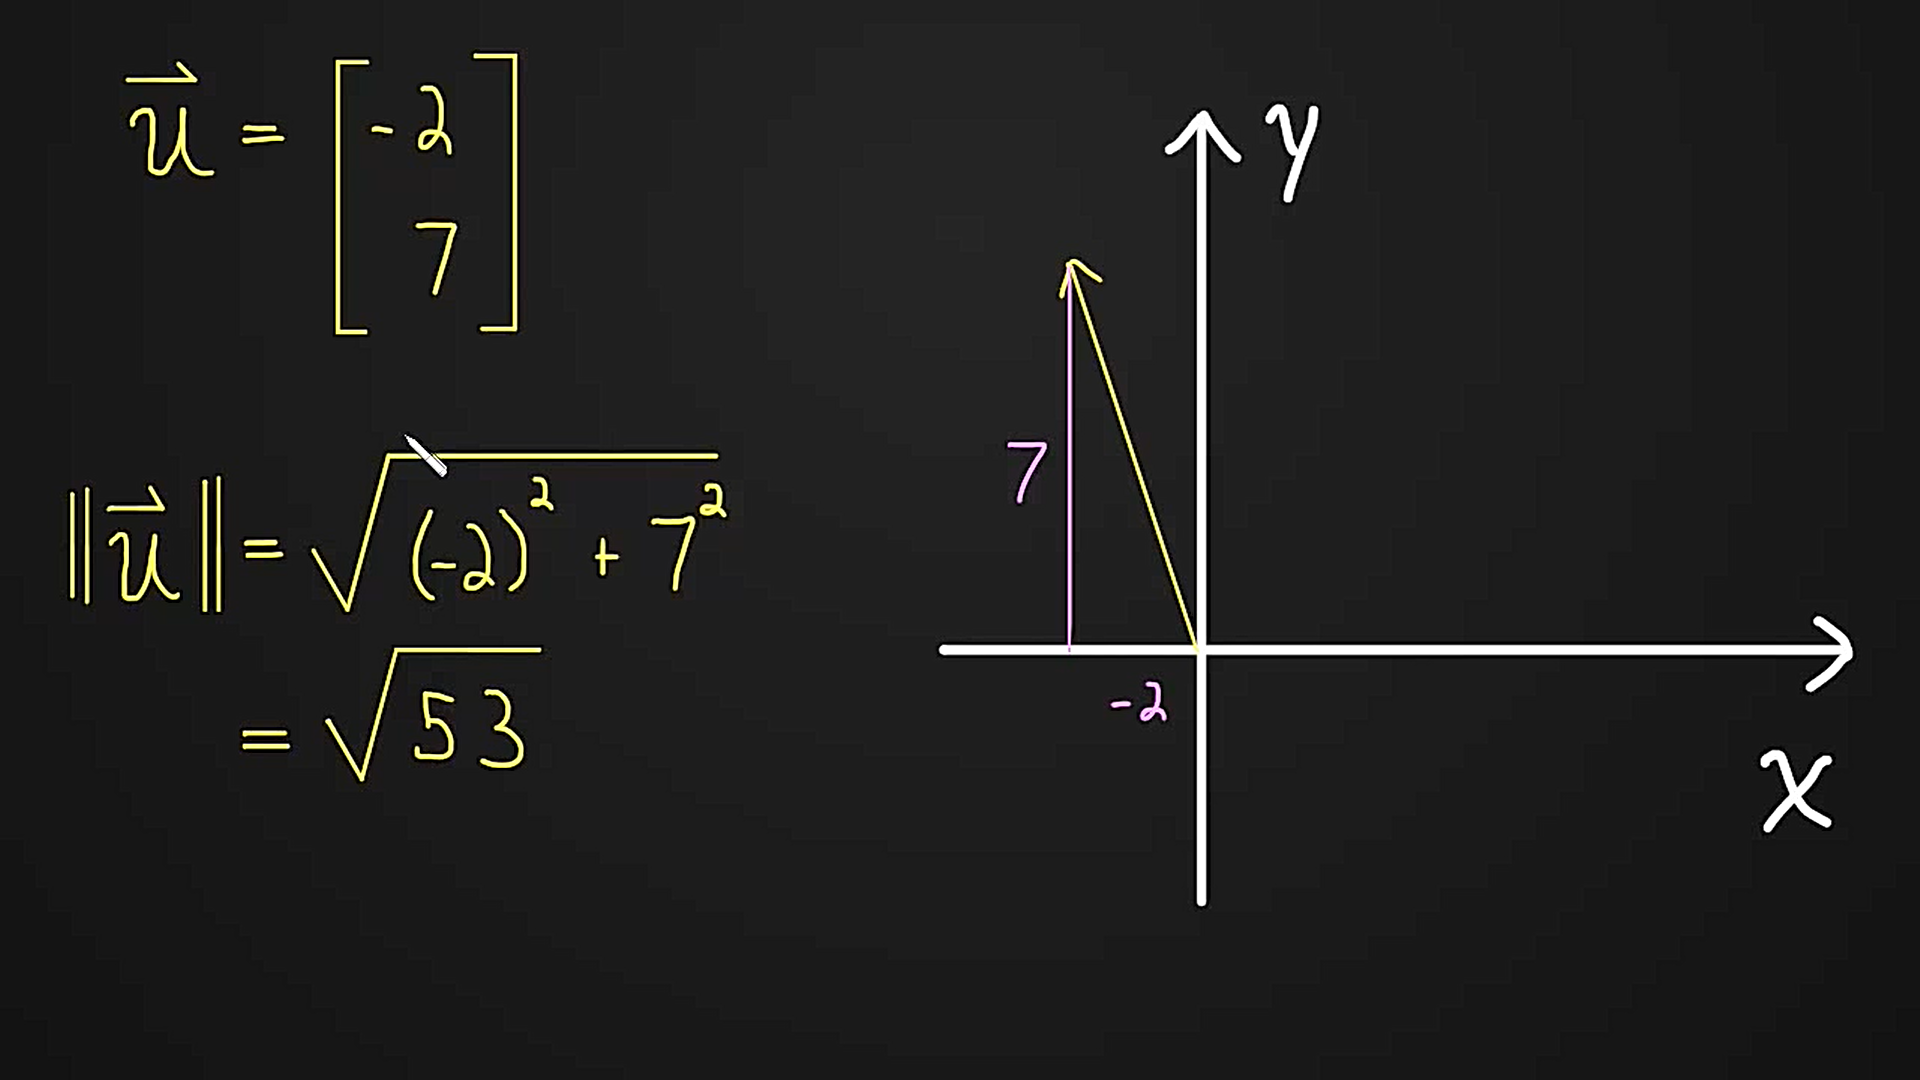 u⃗ = [-2
7]
‖u⃗‖ = √((-2)² + 7²)
= √53
y
7
-2
x